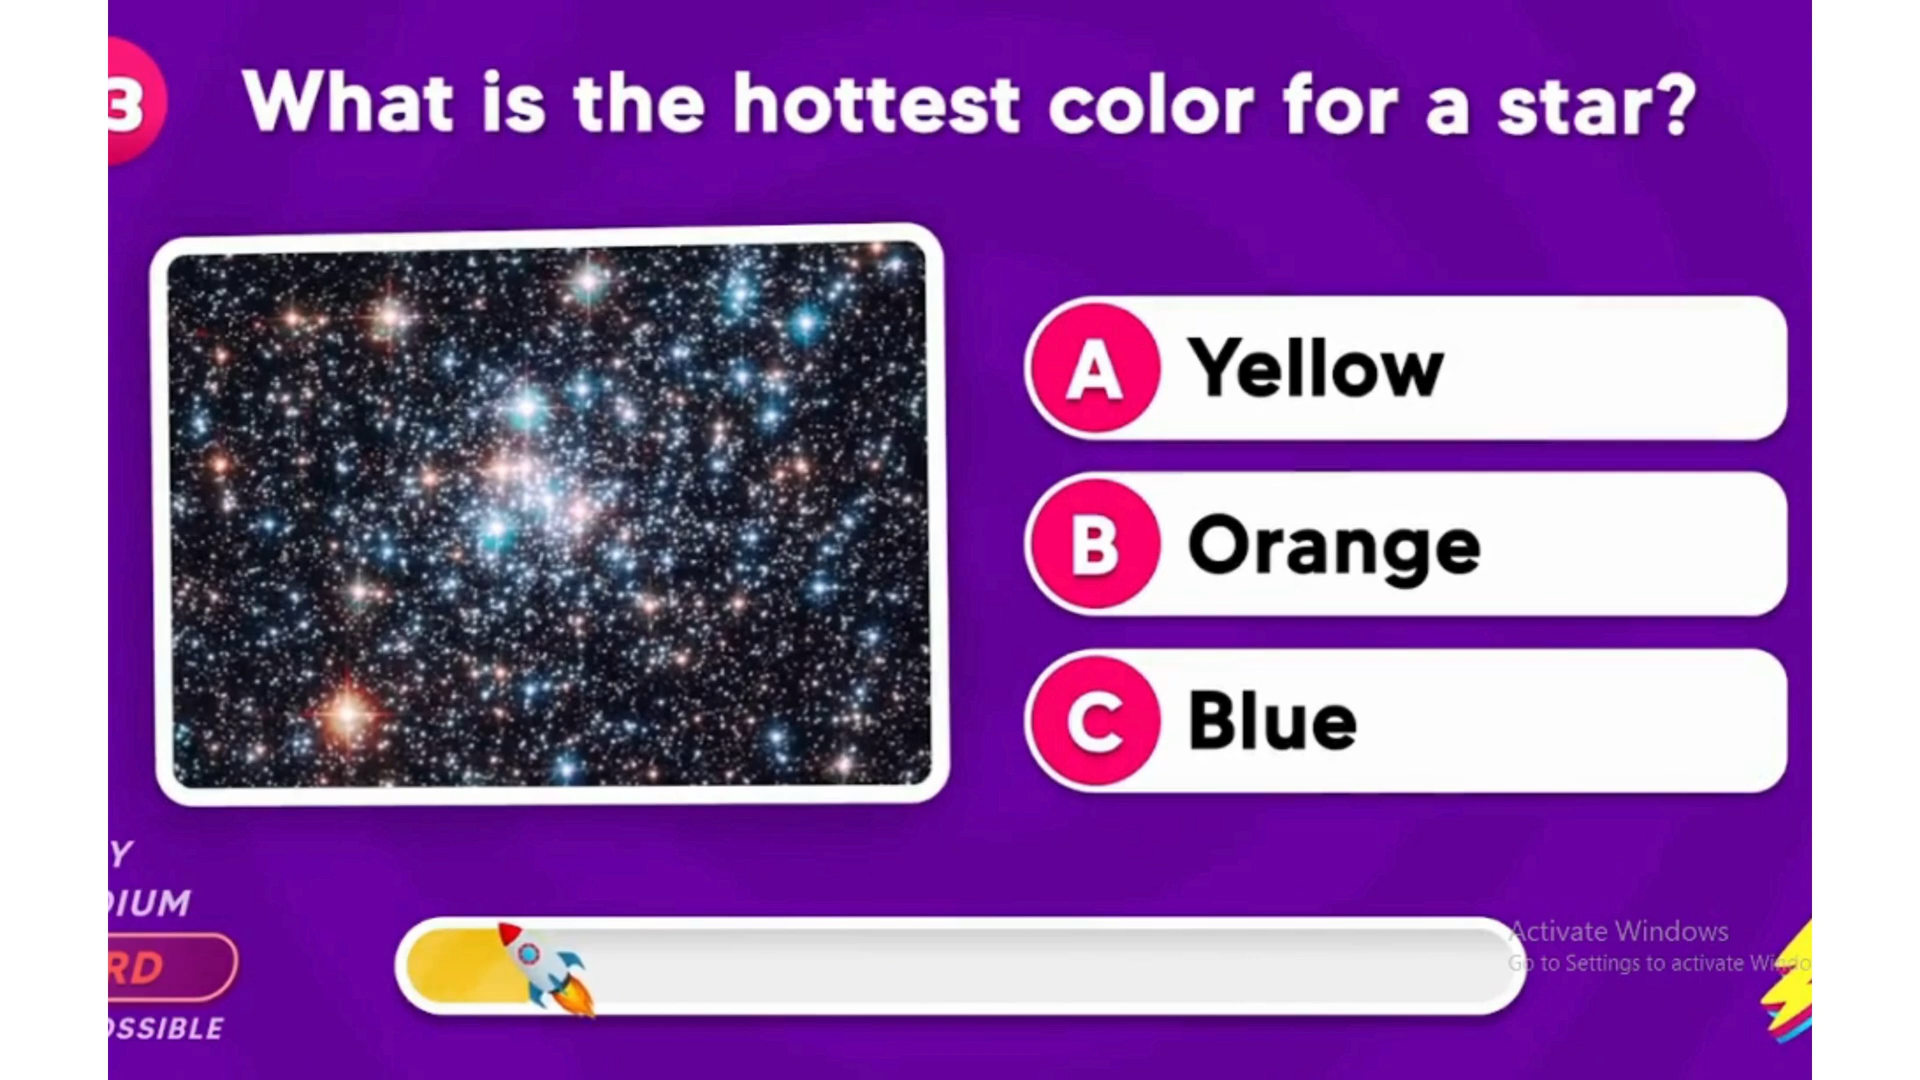 3
What is the hottest color for a star?
A Yellow
B Orange
C Blue
Y
DIUM
RD
OSSIBLE
Activate Windows
Go to Settings to activate Windo